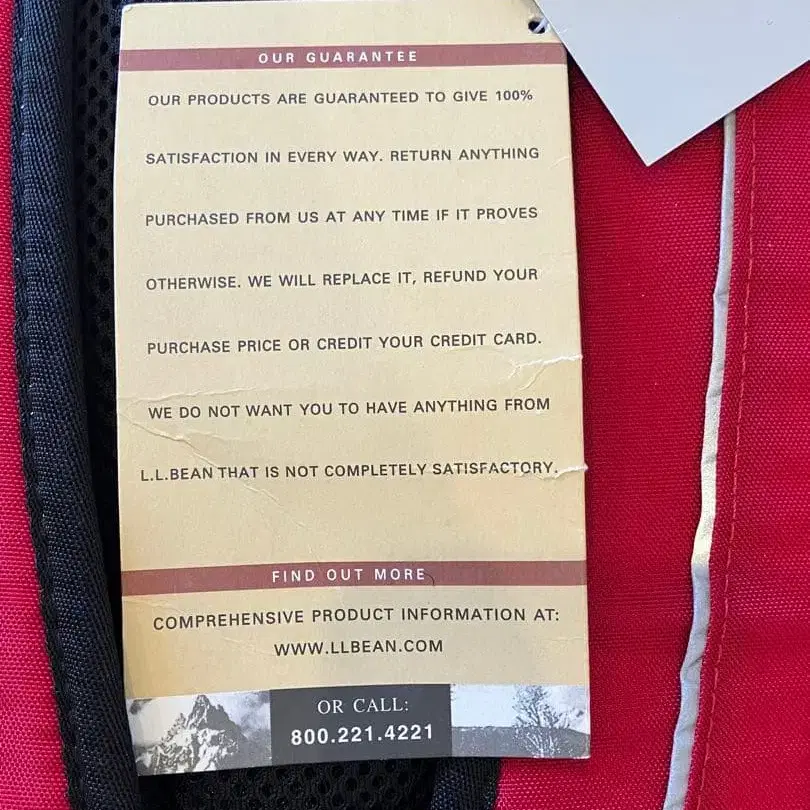 OUR GUARANTEE
OUR PRODUCTS ARE GUARANTEED TO GIVE 100%
SATISFACTION IN EVERY WAY. RETURN ANYTHING
PURCHASED FROM US AT ANY TIME IF IT PROVES
OTHERWISE. WE WILL REPLACE IT, REFUND YOUR
PURCHASE PRICE OR CREDIT YOUR CREDIT CARD.
WE DO NOT WANT YOU TO HAVE ANYTHING FROM
L.L.BEAN THAT IS NOT COMPLETELY SATISFACTORY.
FIND OUT MORE
COMPREHENSIVE PRODUCT INFORMATION AT:
WWW.LLBEAN.COM
OR CALL:
800.221.4221